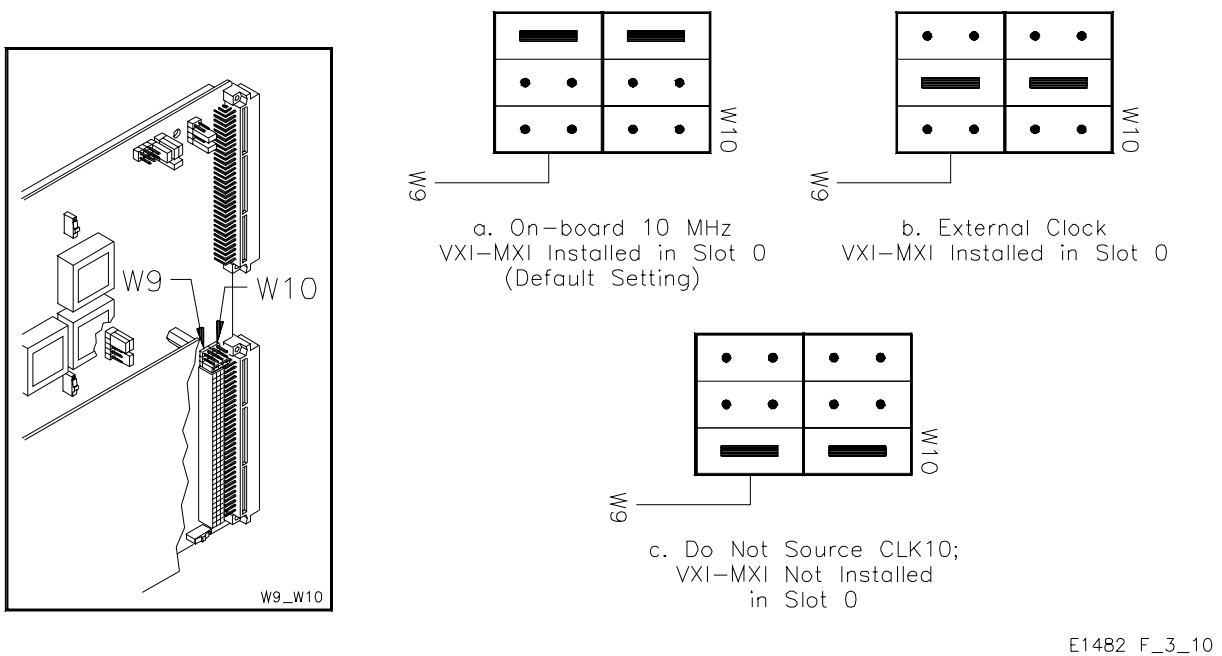 W9
W10
W9_W10
W10
W9
a. On-board 10 MHz
VXI-MXI Installed in Slot 0
(Default Setting)
W10
W9
b. External Clock
VXI-MXI Installed in Slot 0
W10
W9
c. Do Not Source CLK10;
VXI-MXI Not Installed
in Slot 0
E1482 F_3_10